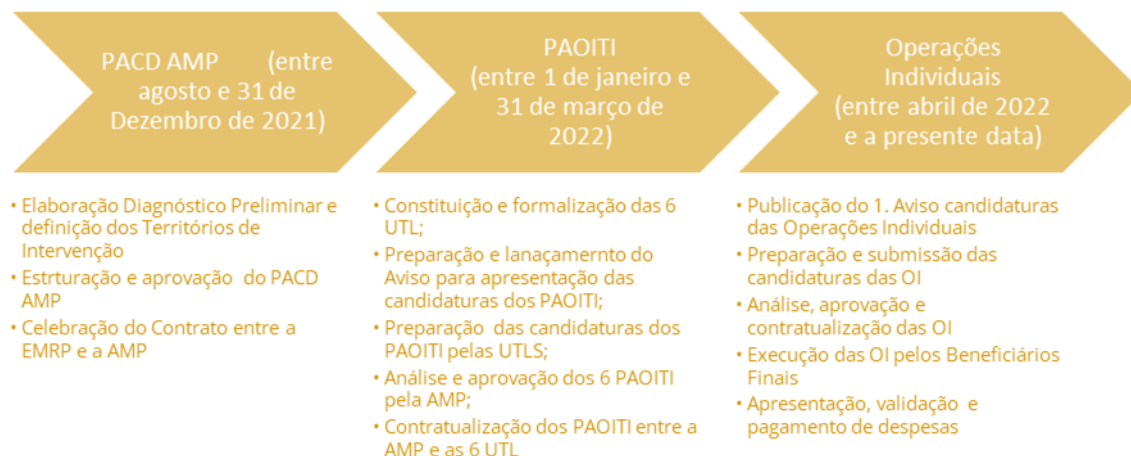 PACD AMP (entre
agosto e 31 de
Dezembro de 2021)
• Elaboração Diagnóstico Preliminar e
definição dos Territórios de
Intervenção
• Estrturação e aprovação do PACD
AMP
• Celebração do Contrato entre a
EMRP e a AMP
PAOITI
(entre 1 de janeiro e
31 de março de
2022)
• Constituição e formalização das 6
UTL;
• Preparação e lanaçamernto do
Aviso para apresentação das
candidaturas dos PAOITI;
• Preparação das candidaturas dos
PAOITI pelas UTLS;
• Análise e aprovação dos 6 PAOITI
pela AMP;
• Contratualização dos PAOITI entre a
AMP e as 6 UTL
Operações
Individuais
(entre abril de 2022
e a presente data)
• Publicação do 1. Aviso candidaturas
das Operações Individuais
• Preparação e submissão das
candidaturas das OI
• Análise, aprovação e
contratualização das OI
• Execução das OI pelos Beneficiários
Finais
• Apresentação, validação e
pagamento de despesas